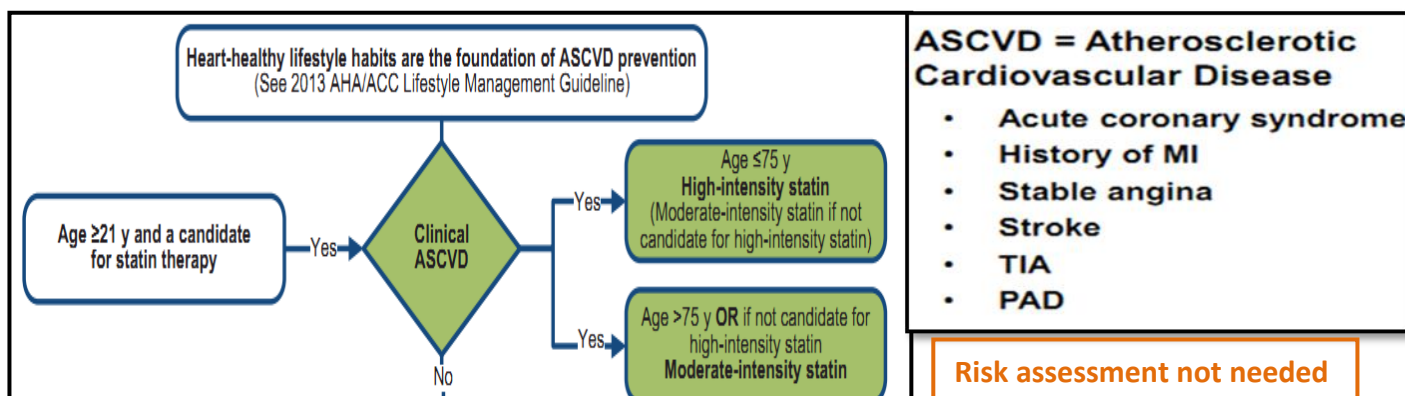 Heart-healthy lifestyle habits are the foundation of ASCVD prevention
(See 2013 AHA/ACC Lifestyle Management Guideline)
Age ≥21 y and a candidate
for statin therapy
Yes
Clinical
ASCVD
Yes
Age ≤75 y
High-intensity statin
(Moderate-intensity statin if not
candidate for high-intensity statin)
Yes
Age >75 y OR if not candidate for
high-intensity statin
Moderate-intensity statin
No
ASCVD = Atherosclerotic
Cardiovascular Disease
• Acute coronary syndrome
• History of MI
• Stable angina
• Stroke
• TIA
• PAD
Risk assessment not needed